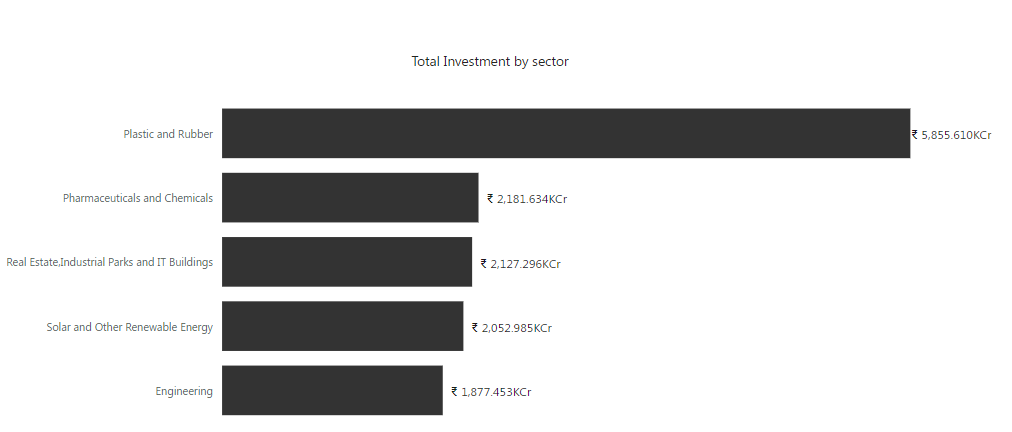 Total Investment by sector
Plastic and Rubber ₹ 5,855.610KCr
Pharmaceuticals and Chemicals ₹ 2,181.634KCr
Real Estate,Industrial Parks and IT Buildings ₹ 2,127.296KCr
Solar and Other Renewable Energy ₹ 2,052.985KCr
Engineering ₹ 1,877.453KCr